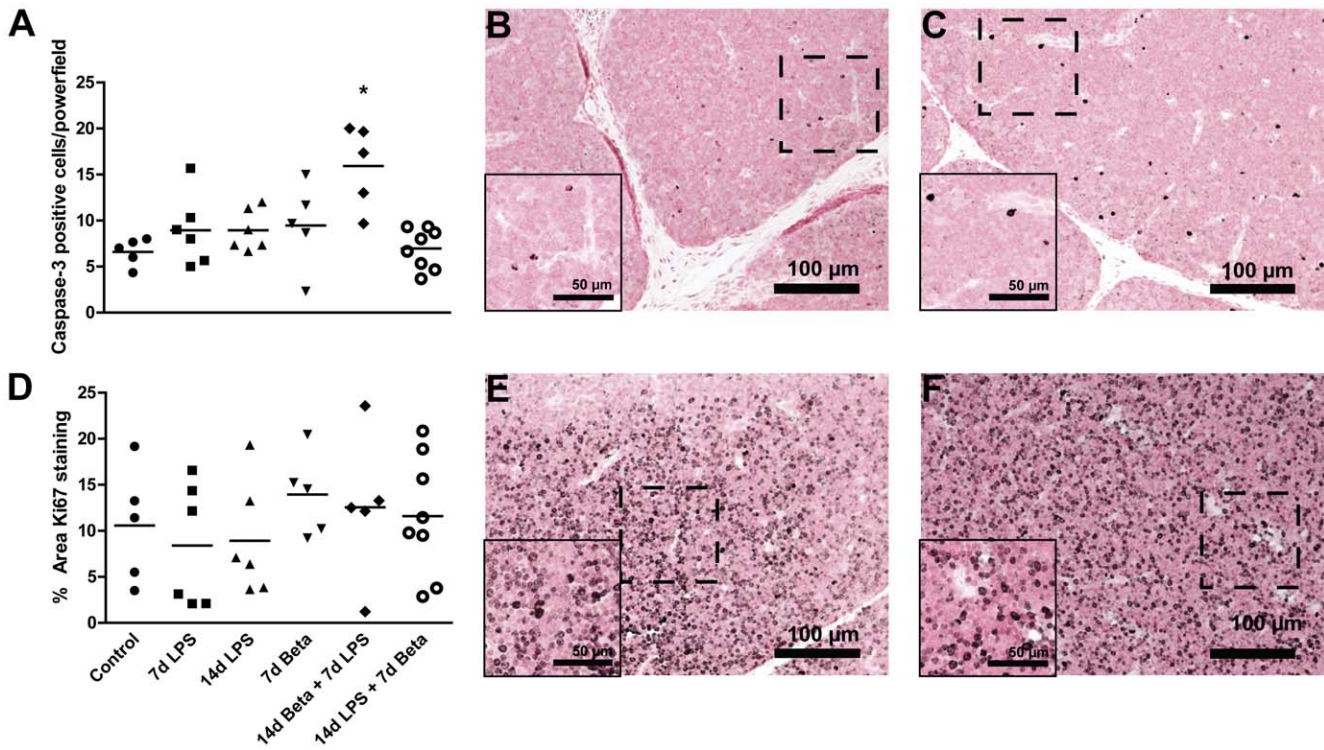 A
Caspase-3 positive cells/powerfield
25
20
15
10
5
0
*
B
50 µm
100 µm
C
50 µm
100 µm
D
% Area Ki67 staining
25
20
15
10
5
0
Control
7d LPS
14d LPS
7d Beta
14d Beta + 7d LPS
14d LPS + 7d Beta
E
50 µm
100 µm
F
50 µm
100 µm